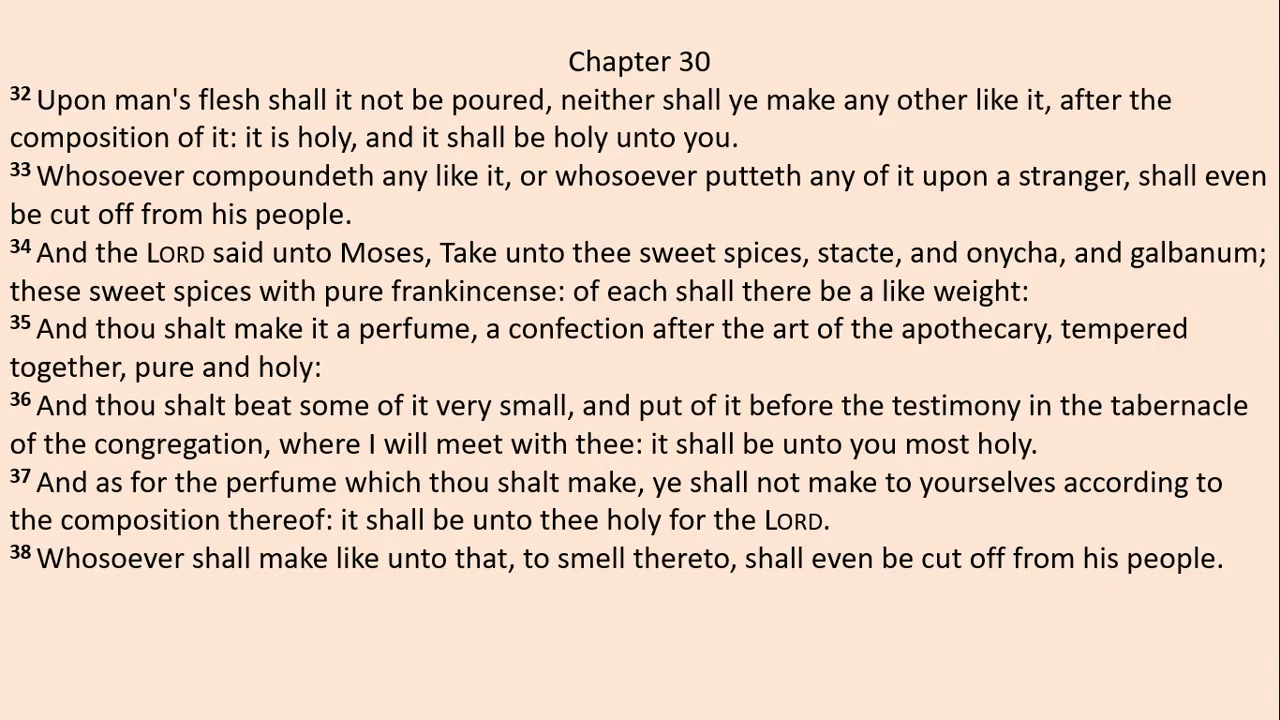 Chapter 30
32 Upon man's flesh shall it not be poured, neither shall ye make any other like it, after the
composition of it: it is holy, and it shall be holy unto you.
33 Whosoever compoundeth any like it, or whosoever putteth any of it upon a stranger, shall even
be cut off from his people.
34 And the LORD said unto Moses, Take unto thee sweet spices, stacte, and onycha, and galbanum;
these sweet spices with pure frankincense: of each shall there be a like weight:
35 And thou shalt make it a perfume, a confection after the art of the apothecary, tempered
together, pure and holy:
36 And thou shalt beat some of it very small, and put of it before the testimony in the tabernacle
of the congregation, where I will meet with thee: it shall be unto you most holy.
37 And as for the perfume which thou shalt make, ye shall not make to yourselves according to
the composition thereof: it shall be unto thee holy for the LORD.
38 Whosoever shall make like unto that, to smell thereto, shall even be cut off from his people.